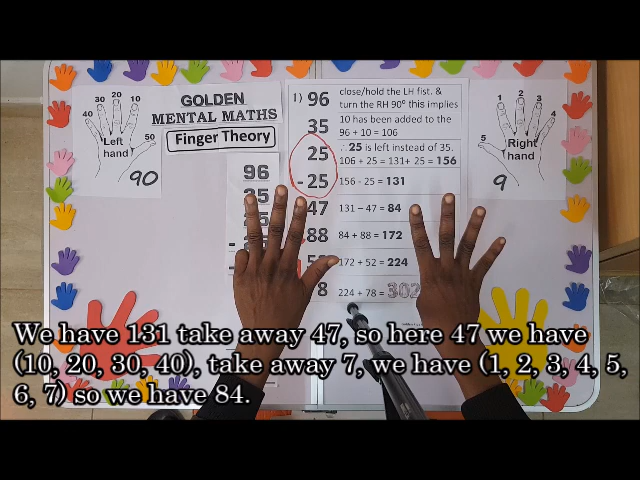 GOLDEN
MENTAL MATHS
Finger Theory
40 30 20 10
50
Left
hand
90
96
35
1) 96 close/hold the LH fist. &
turn the RH 90° this implies
35 10 has been added to the
96 + 10 = 106
25 ∴ 25 is left instead of 35.
106 + 25 = 131+ 25 = 156
- 25 156 - 25 = 131
47 131 – 47 = 84
88 84 + 88 = 172
172 + 52 = 224
8 224 + 78 = 302
1 2 3 4
5
Right
hand
9
We have 131 take away 47, so here 47 we have
(10, 20, 30, 40), take away 7, we have (1, 2, 3, 4, 5,
6, 7) so we have 84.